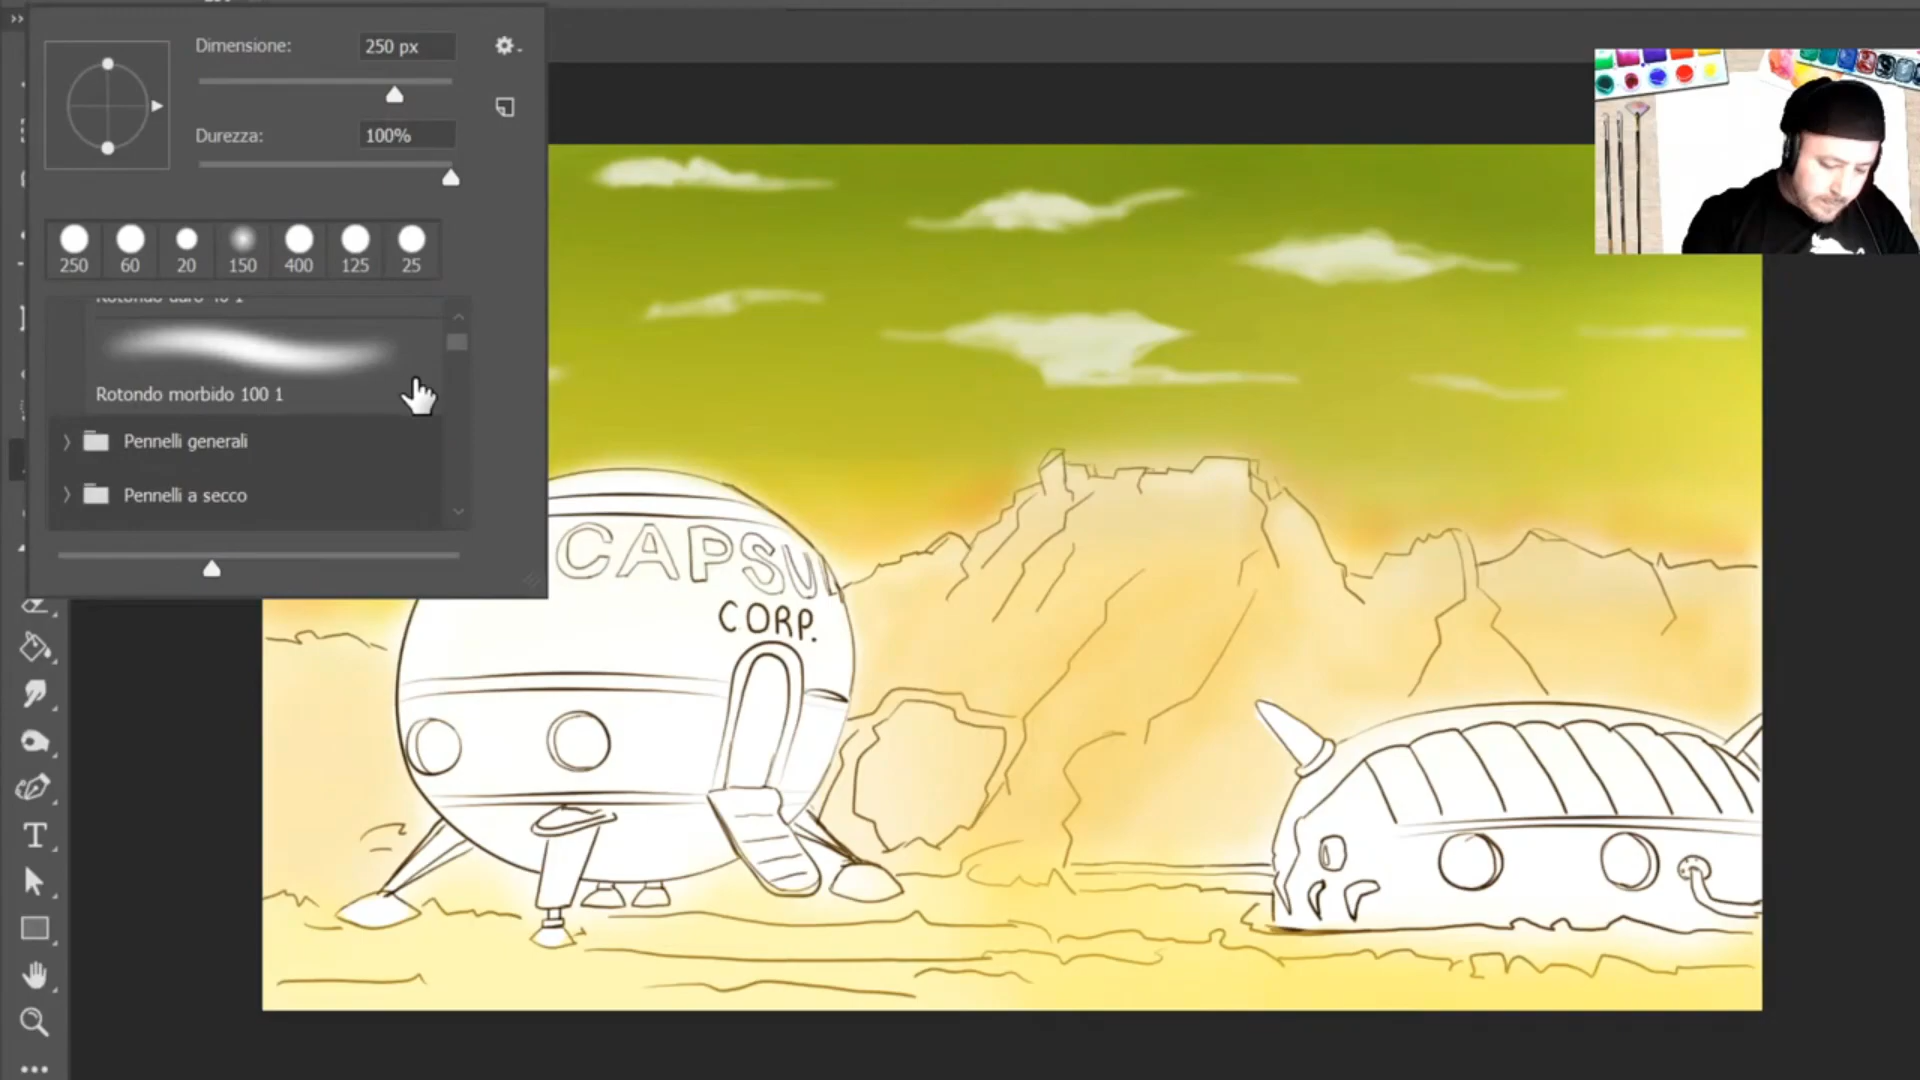 Dimensione: 250 px
Durezza: 100%
250 60 20 150 400 125 25
Rotondo morbido 100 1
Pennelli generali
Pennelli a secco
CAPSU
CORP.
T